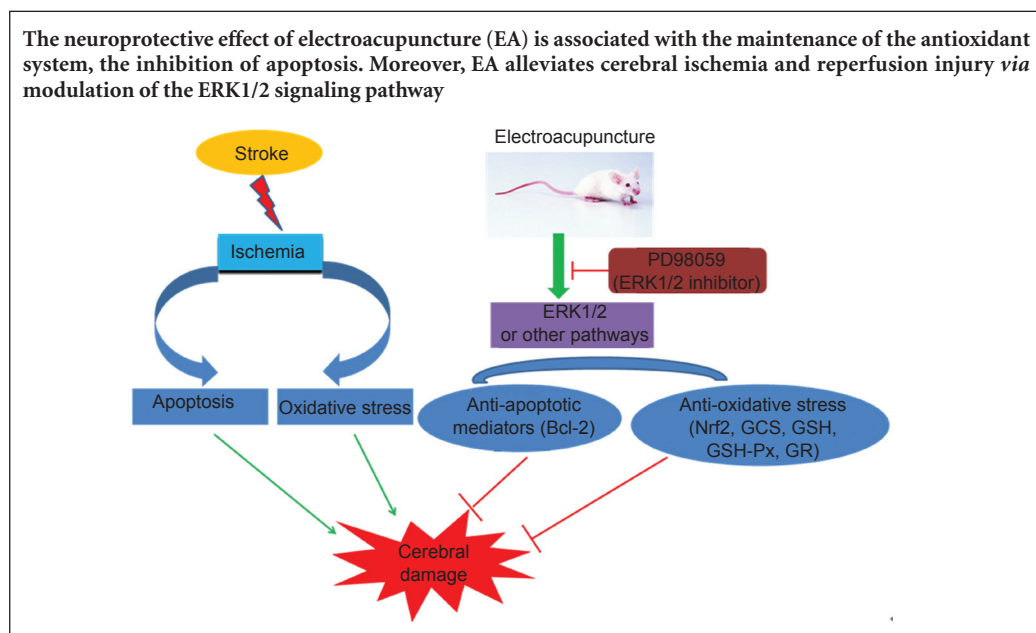 The neuroprotective effect of electroacupuncture (EA) is associated with the maintenance of the antioxidant
system, the inhibition of apoptosis. Moreover, EA alleviates cerebral ischemia and reperfusion injury via
modulation of the ERK1/2 signaling pathway
Electroacupuncture
Stroke
Ischemia
PD98059
(ERK1/2 inhibitor)
ERK1/2
or other pathways
Apoptosis
Oxidative stress
Anti-apoptotic
mediators (Bcl-2)
Anti-oxidative stress
(Nrf2, GCS, GSH,
GSH-Px, GR)
Cerebral
damage